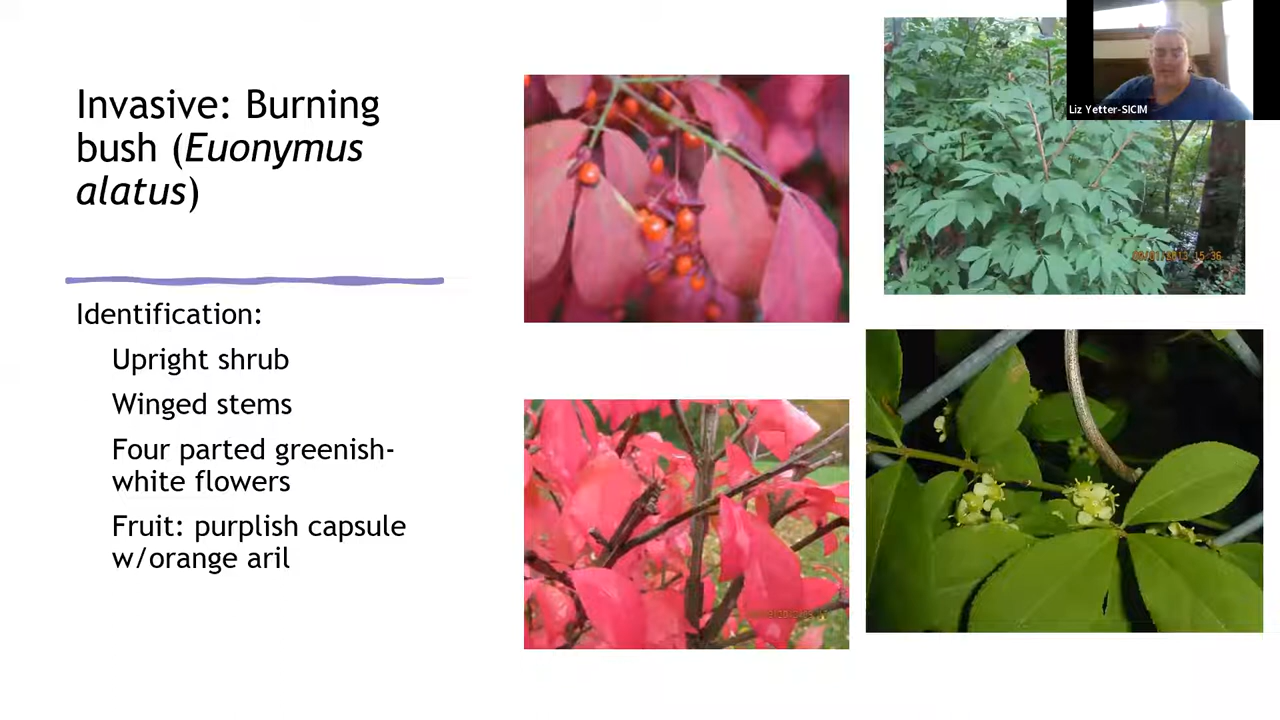 Invasive: Burning
bush (Euonymus
alatus)
Identification:
Upright shrub
Winged stems
Four parted greenish-
white flowers
Fruit: purplish capsule
w/orange aril
Liz Yetter-SICIM